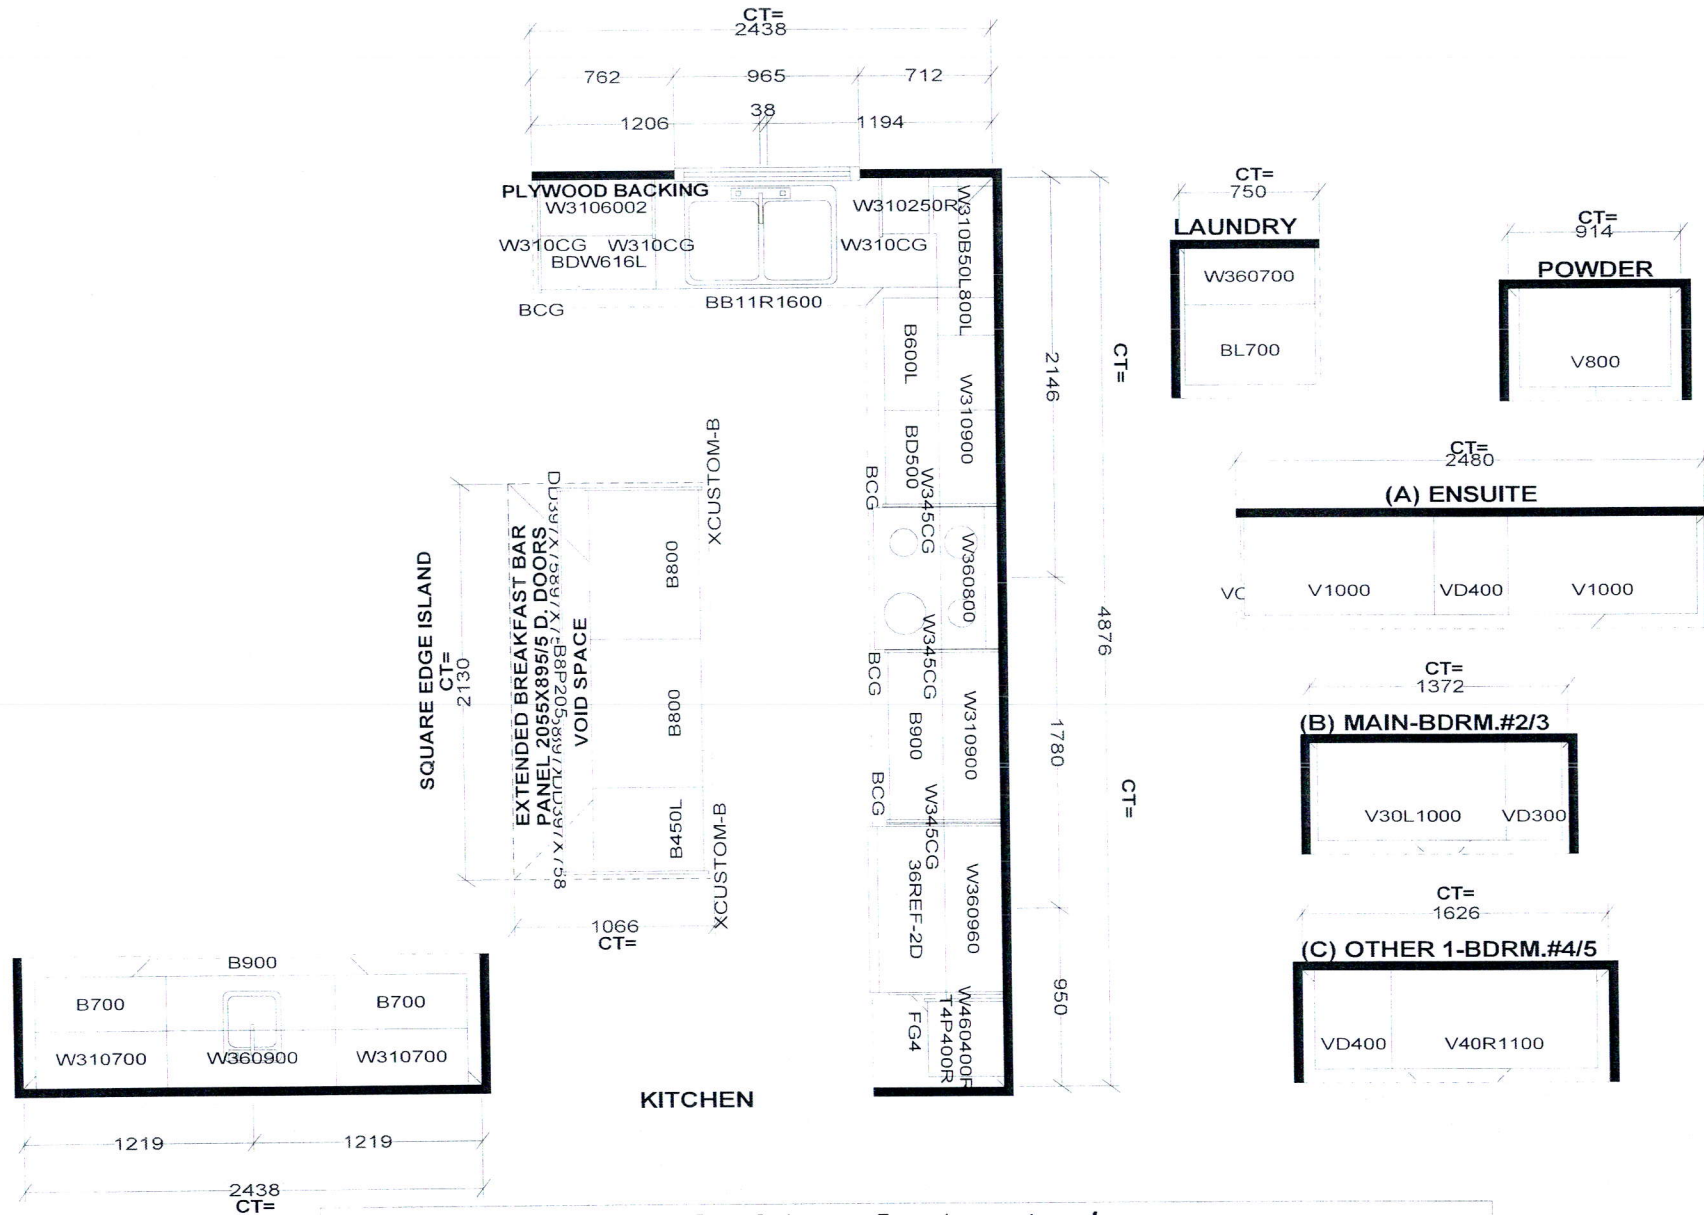 CT=
2438
762
965
712
38
1206
1194
PLYWOOD BACKING
W3106002
W310CG
W310CG
BDW616L
BCG
BB11R1600
W310250R
W310CG
W310B50L800L
B600L
W310900
BD500
BCG
W345CG
W360800
W345CG
BCG
B900
W310900
BCG
W345CG
36REF-2D
W360960
FG4
T4P400R
W460400R
2146
1780
950
CT=
4876
CT=
SQUARE EDGE ISLAND
CT=
2130
EXTENDED BREAKFAST BAR
PANEL 2055X895/5 D. DOORS
VOID SPACE
B800
B800
B450L
XCUSTOM-B
XCUSTOM-B
1066
CT=
B900
B700
B700
W310700
W360900
W310700
1219
1219
2438
CT=
KITCHEN
CT=
750
LAUNDRY
W360700
BL700
CT=
914
POWDER
V800
CT=
2480
(A) ENSUITE
V1000
VD400
V1000
CT=
1372
(B) MAIN-BDRM.#2/3
V30L1000
VD300
CT=
1626
(C) OTHER 1-BDRM.#4/5
VD400
V40R1100